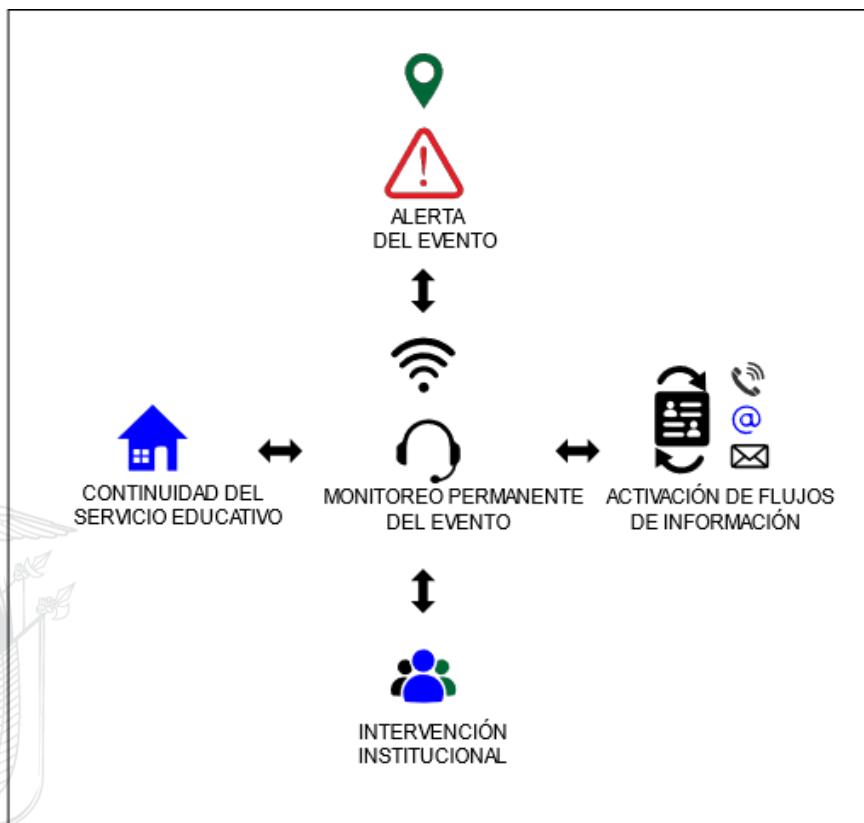 ALERTA
DEL EVENTO
CONTINUIDAD DEL
SERVICIO EDUCATIVO
MONITOREO PERMANENTE
DEL EVENTO
ACTIVACIÓN DE FLUJOS
DE INFORMACIÓN
@
INTERVENCIÓN
INSTITUCIONAL